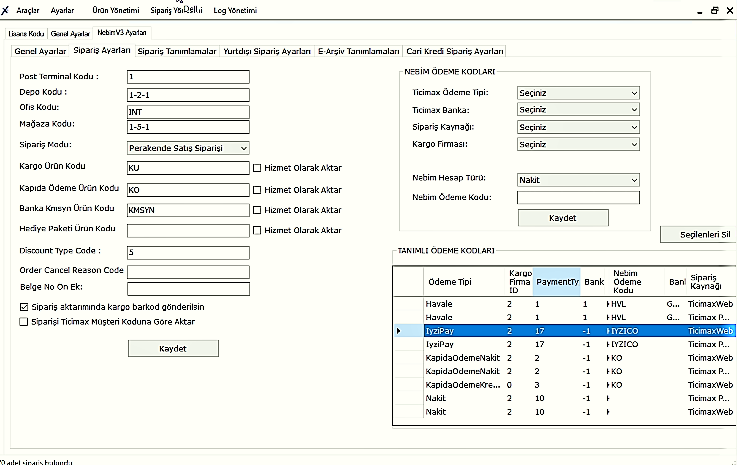 Araçlar Ayarlar Ürün Yönetimi Sipariş Log Yönetimi
Lisans Kodu Genel Ayarlar NebimV3 Ayarları
Genel Ayarlar Sipariş Ayarları Sipariş Tanımlamalar Yurtdışı Sipariş Ayarları E-Arşiv Tanımlamaları Cari Kredi Sipariş Ayarları
Post Terminal Kodu : 1
Depo Kodu : 1-2-1
Ofis Kodu: INT
Mağaza Kodu: 1-5-1
Sipariş Modu: Perakende Satış Siparişi
Kargo Ürün Kodu KU Hizmet Olarak Aktar
Kapıda Ödeme Ürün Kodu KO Hizmet Olarak Aktar
Banka Kmsyn Ürün Kodu KMSYN Hizmet Olarak Aktar
Hediye Paketi Ürün Kodu Hizmet Olarak Aktar
Discount Type Code : 5
Order Cancel Reason Code
Belge No On Ek:
Sipariş aktarımında kargo barkod gönderilsin
Siparişi Ticimax Müşteri Koduna Göre Aktar
Kaydet
NEBİM ÖDEME KODLARI
Ticimax Ödeme Tipi: Seçiniz
Ticimax Banka: Seçiniz
Sipariş Kaynağı: Seçiniz
Kargo Firması: Seçiniz
Nebim Hesap Türü: Nakit
Nebim Ödeme Kodu:
Kaydet
Seçilenleri Sil
TANIMLI ÖDEME KODLARI
Ödeme Tipi Kargo Firma ID PaymentTy Bank Nebim Ödeme Kodu Banl Sipariş Kaynağı
Havale 2 1 1 HVL G... TicimaxWeb
Havale 2 1 1 HVL G... Ticimax P...
IyziPay 2 17 -1 IYZICO TicimaxWeb
IyziPay 2 17 -1 IYZICO Ticimax P...
KapidaOdemeNakit 2 2 -1 KO TicimaxWeb
KapidaOdemeNakit 2 2 -1 KO Ticimax P...
KapidaOdemeKre... 0 3 -1 KO TicimaxWeb
Nakit 2 10 -1 Ticimax P...
Nakit 2 10 -1 TicimaxWeb
adet sipariş bulundu